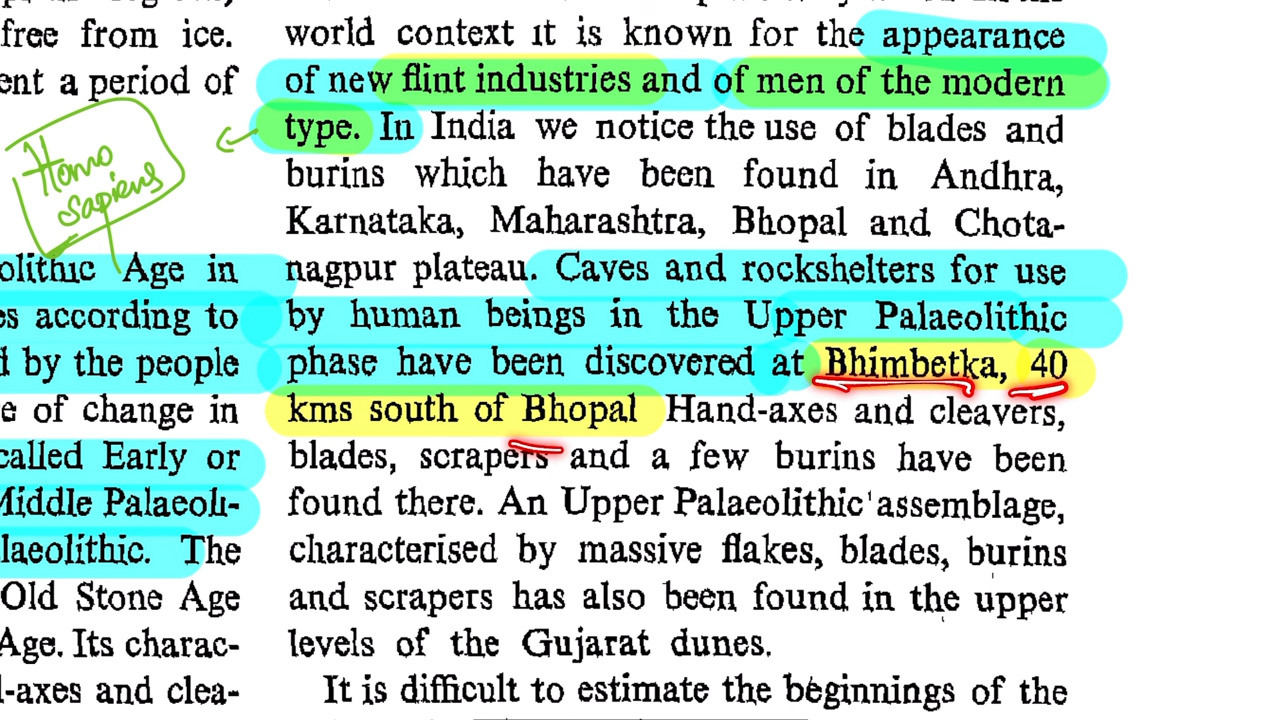 free from ice.
ent a period of
Homo
sapiens
olithic Age in
es according to
d by the people
e of change in
called Early or
Middle Palaeoli-
laeolithic. The
Old Stone Age
Age. Its charac-
d-axes and clea-
world context it is known for the appearance
of new flint industries and of men of the modern
type. In India we notice the use of blades and
burins which have been found in Andhra,
Karnataka, Maharashtra, Bhopal and Chota-
nagpur plateau. Caves and rockshelters for use
by human beings in the Upper Palaeolithic
phase have been discovered at Bhimbetka, 40
kms south of Bhopal Hand-axes and cleavers,
blades, scrapers and a few burins have been
found there. An Upper Palaeolithic assemblage,
characterised by massive flakes, blades, burins
and scrapers has also been found in the upper
levels of the Gujarat dunes.
It is difficult to estimate the beginnings of the